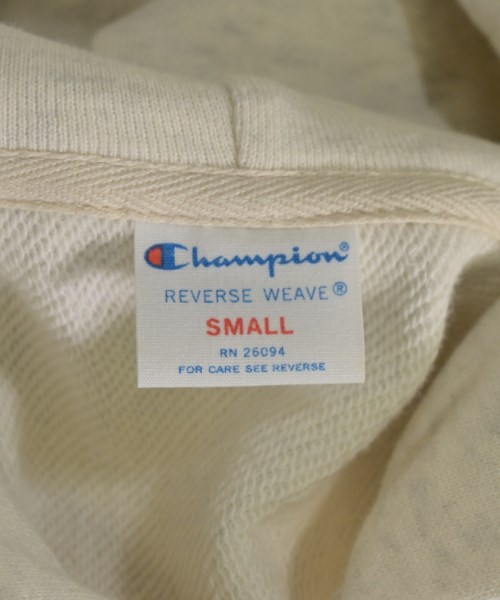 Champion®
REVERSE WEAVE®
SMALL
RN 26094
FOR CARE SEE REVERSE